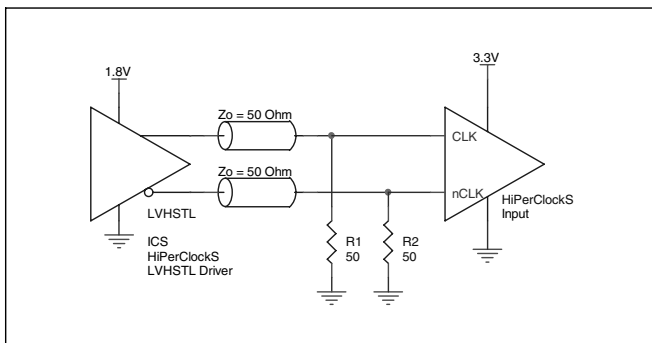 1.8V
3.3V
Zo = 50 Ohm
CLK
Zo = 50 Ohm
nCLK
HiPerClockS
Input
LVHSTL
ICS
HiPerClockS
LVHSTL Driver
R1
50
R2
50